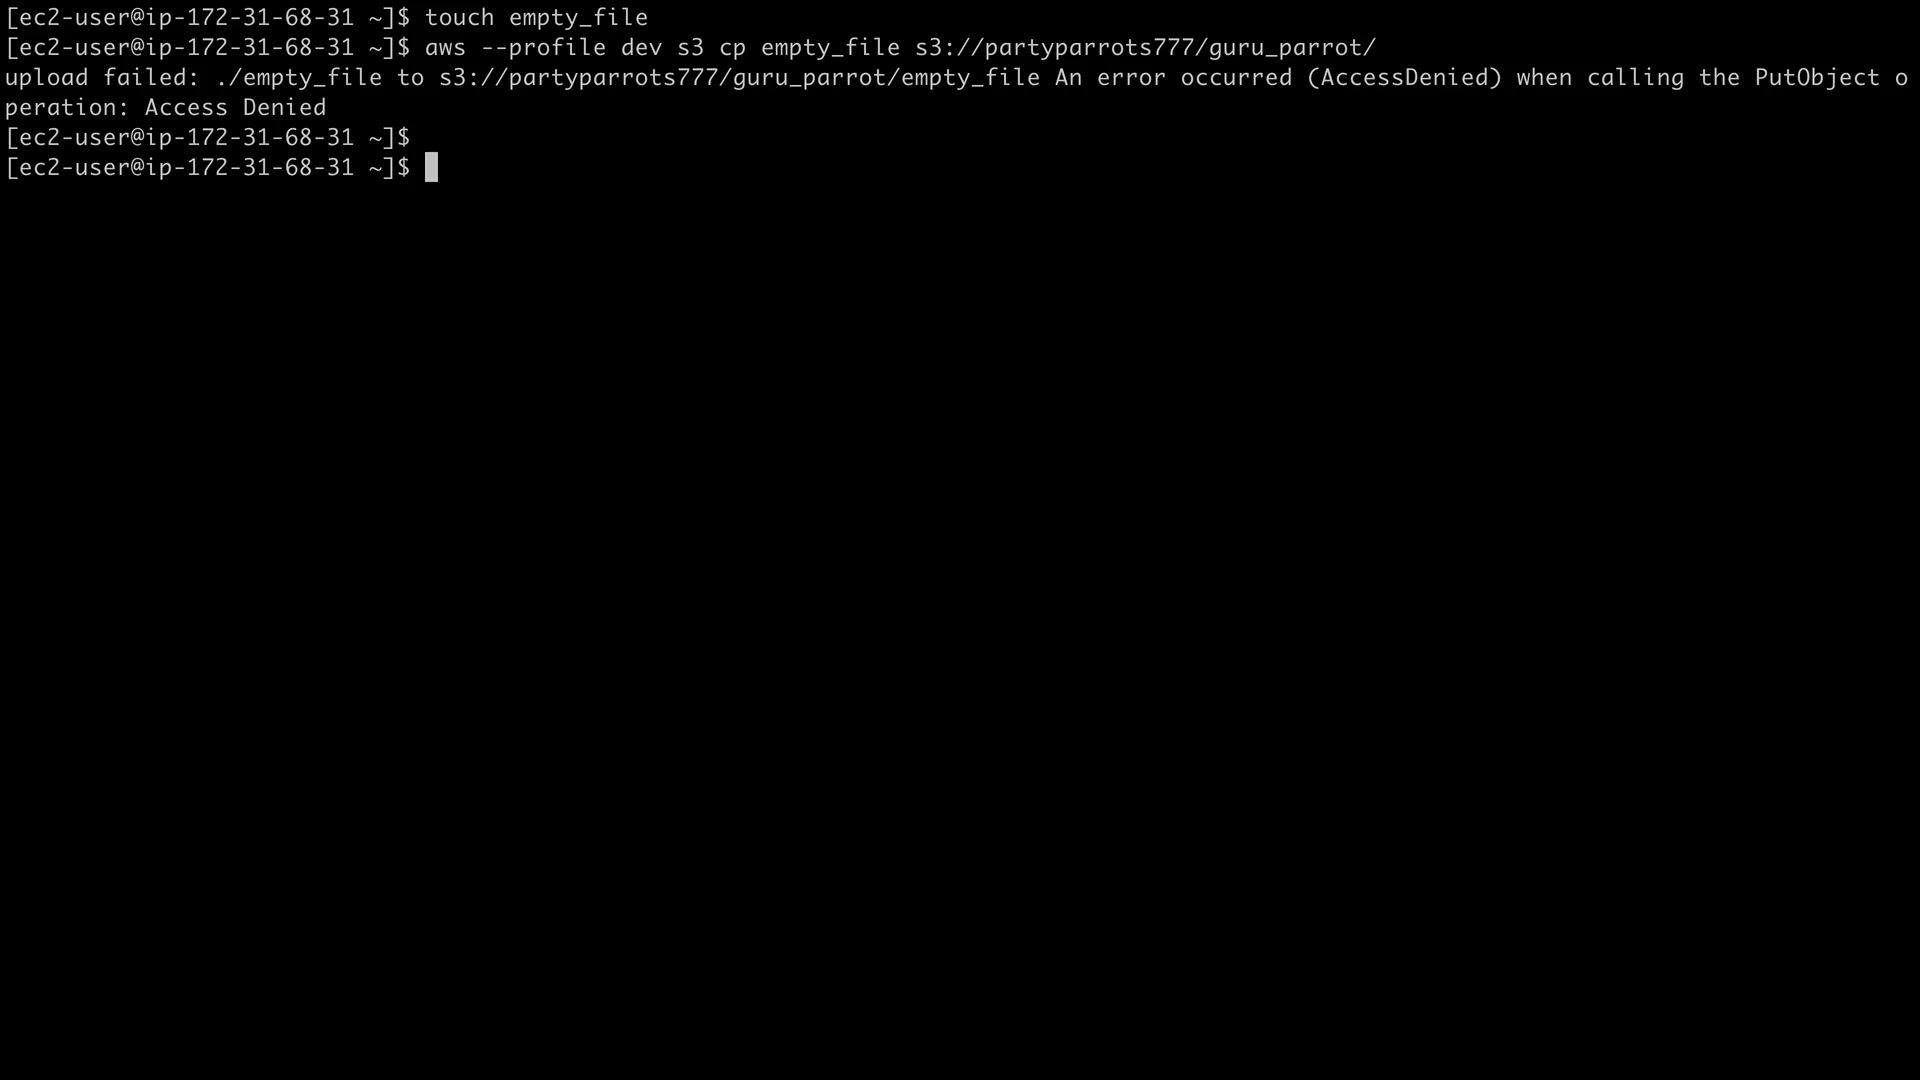 [ec2-user@ip-172-31-68-31 ~]$ touch empty_file
[ec2-user@ip-172-31-68-31 ~]$ aws --profile dev s3 cp empty_file s3://partyparrots777/guru_parrot/
upload failed: ./empty_file to s3://partyparrots777/guru_parrot/empty_file An error occurred (AccessDenied) when calling the PutObject o
peration: Access Denied
[ec2-user@ip-172-31-68-31 ~]$
[ec2-user@ip-172-31-68-31 ~]$